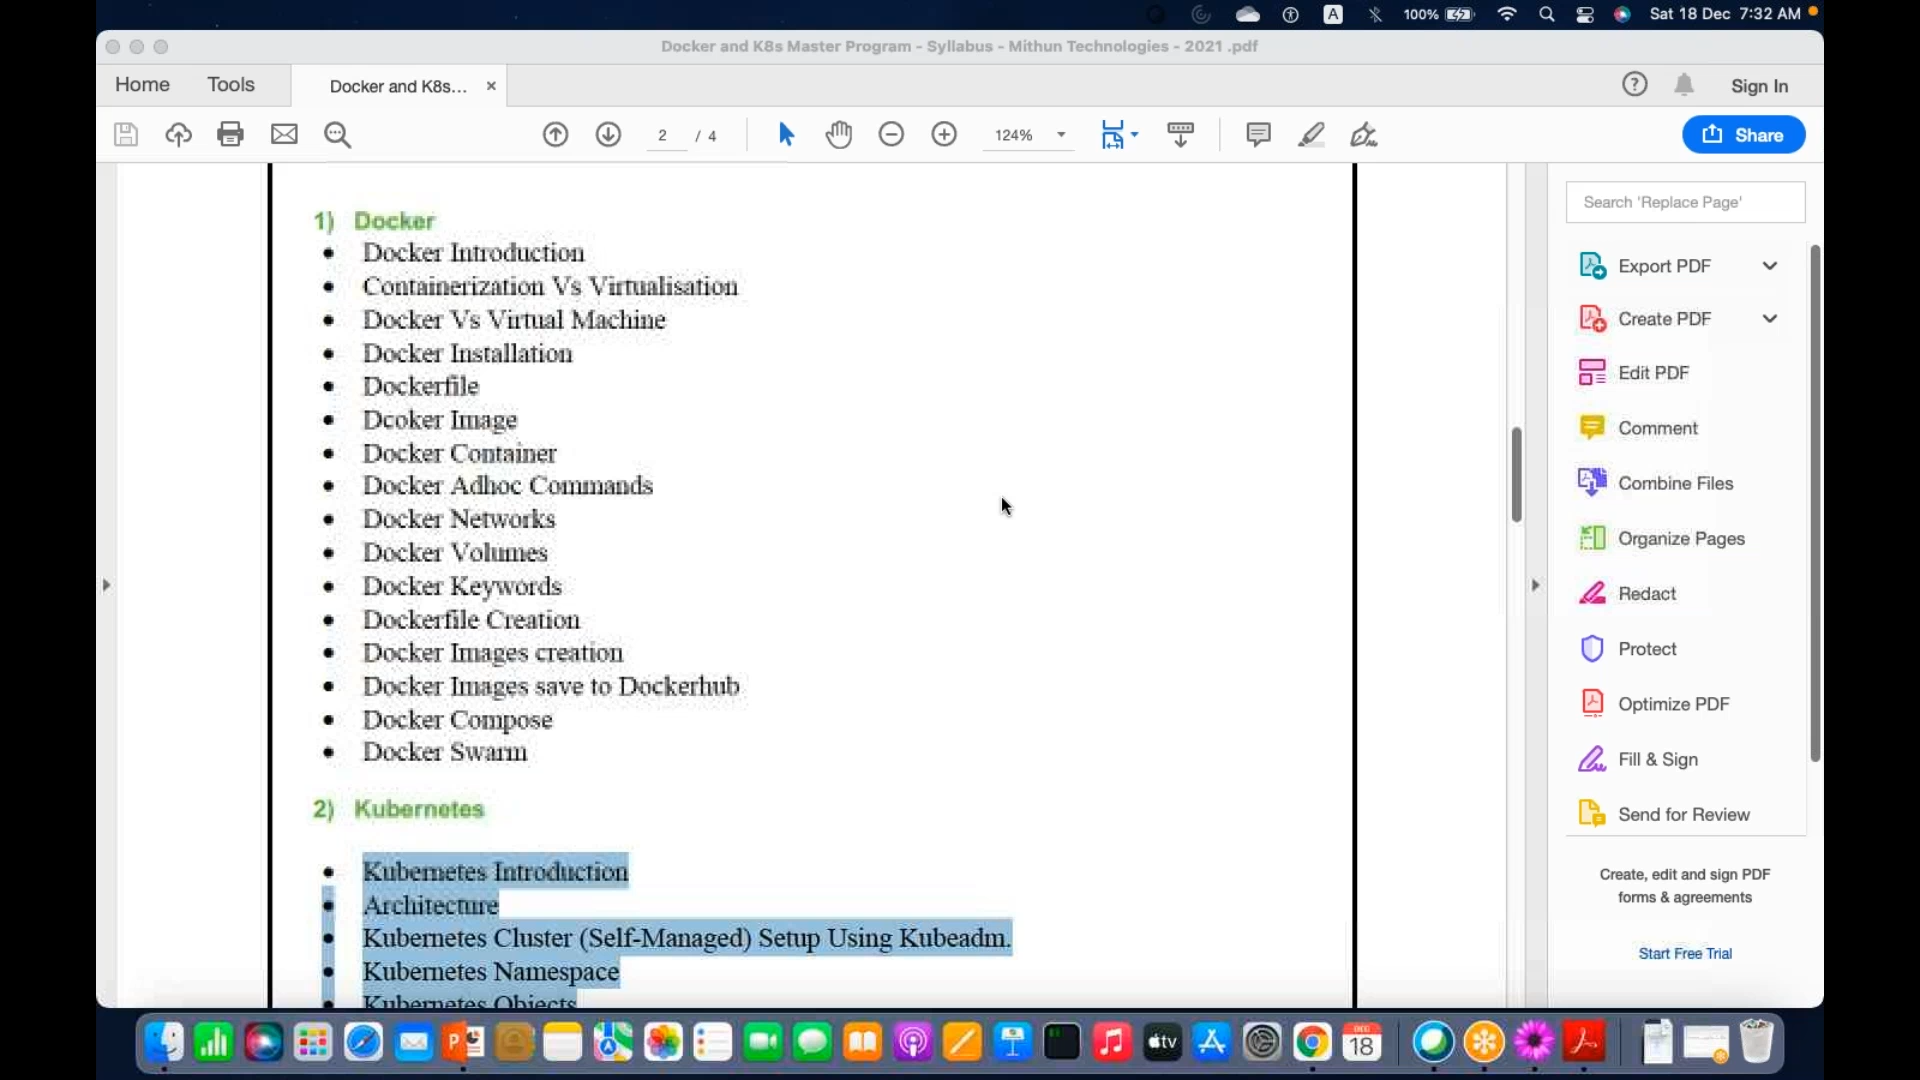 A
100%
Sat 18 Dec 7:32 AM
Docker and K8s Master Program - Syllabus - Mithun Technologies - 2021 .pdf
Home
Tools
Docker and K8s...
Sign In
2 / 4
124%
Share
1) Docker
• Docker Introduction
• Containerization Vs Virtualisation
• Docker Vs Virtual Machine
• Docker Installation
• Dockerfile
• Dcoker Image
• Docker Container
• Docker Adhoc Commands
• Docker Networks
• Docker Volumes
• Docker Keywords
• Dockerfile Creation
• Docker Images creation
• Docker Images save to Dockerhub
• Docker Compose
• Docker Swarm
2) Kubernetes
• Kubernetes Introduction
• Architecture
• Kubernetes Cluster (Self-Managed) Setup Using Kubeadm.
• Kubernetes Namespace
• Kubernetes Objects
Search 'Replace Page'
Export PDF
Create PDF
Edit PDF
Comment
Combine Files
Organize Pages
Redact
Protect
Optimize PDF
Fill & Sign
Send for Review
Create, edit and sign PDF
forms & agreements
Start Free Trial
tv
DEC
18